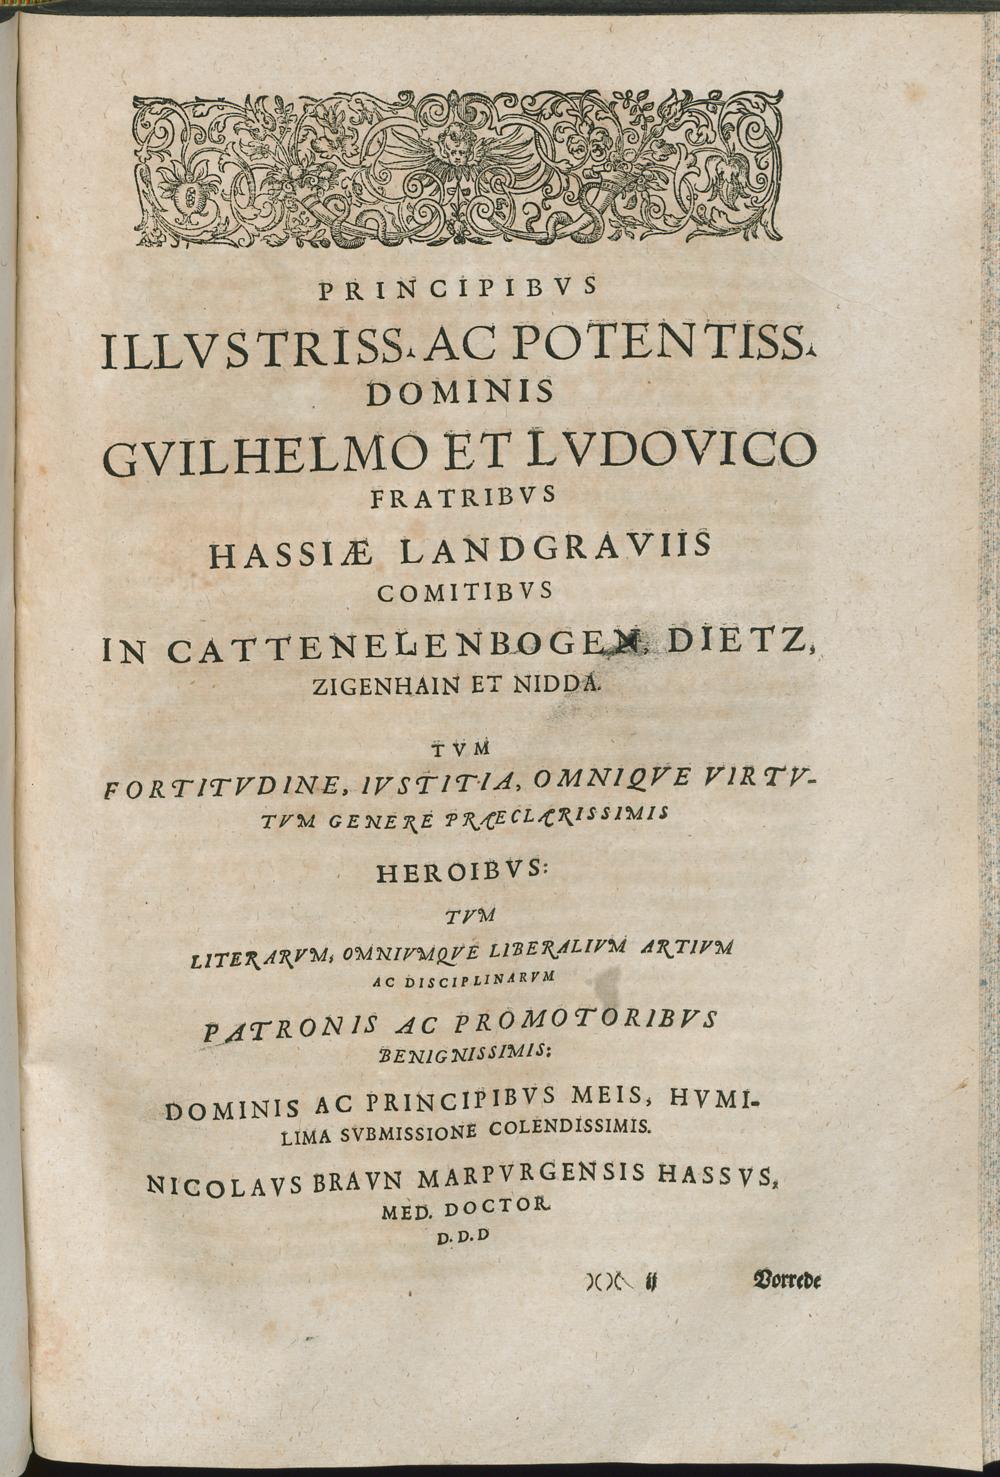 PRINCIPIBVS
ILLVSTRISS. AC POTENTISS.
DOMINIS
GVILHELMO ET LVDOVICO
FRATRIBVS
HASSIÆ LANDGRAVIIS
COMITIBVS
IN CATTENELENBOGEN, DIETZ,
ZIGENHAIN ET NIDDA.
TVM
FORTITVDINE, IVSTITIA, OMNIQVE VIRTV-
TVM GENERE PRÆCLARISSIMIS
HEROIBVS:
TVM
LITERARVM, OMNIVMQVE LIBERALIVM ARTIVM
AC DISCIPLINARVM
PATRONIS AC PROMOTORIBVS
BENIGNISSIMIS:
DOMINIS AC PRINCIPIBVS MEIS, HVMI-
LIMA SVBMISSIONE COLENDISSIMIS.
NICOLAVS BRAVN MARPVRGENSIS HASSVS,
MED. DOCTOR
D. D. D
)()( ij Vorrede